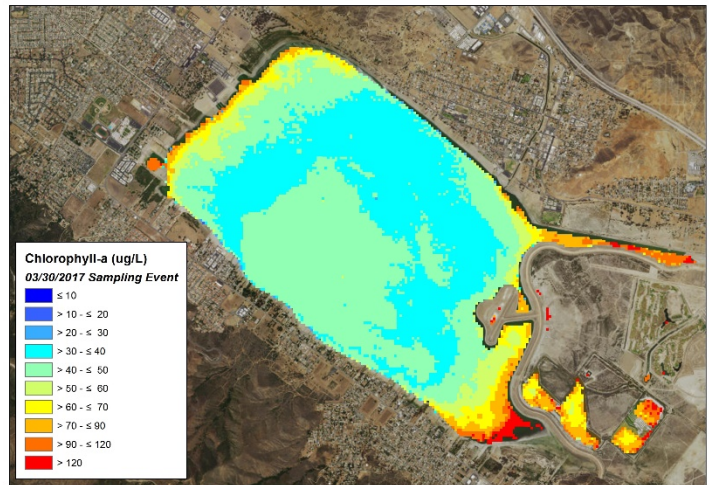 Chlorophyll-a (ug/L)
03/30/2017 Sampling Event
≤ 10
> 10 - ≤ 20
> 20 - ≤ 30
> 30 - ≤ 40
> 40 - ≤ 50
> 50 - ≤ 60
> 60 - ≤ 70
> 70 - ≤ 90
> 90 - ≤ 120
> 120